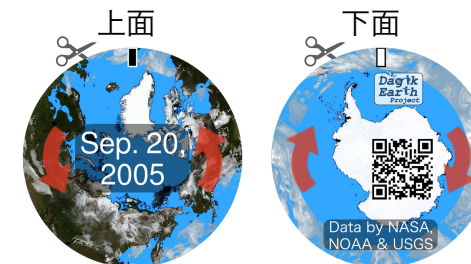 上面
下面
Sep. 20,
2005
Dagik
Earth
Project
Data by NASA,
NOAA & USGS